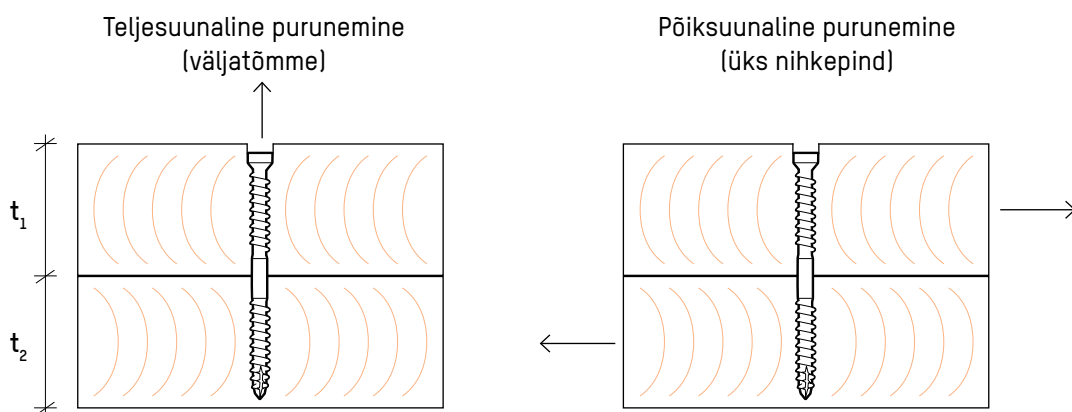 Teljesuunaline purunemine
(väljatõmme)
Põiksuunaline purunemine
(üks nihkepind)
t₁
t₂